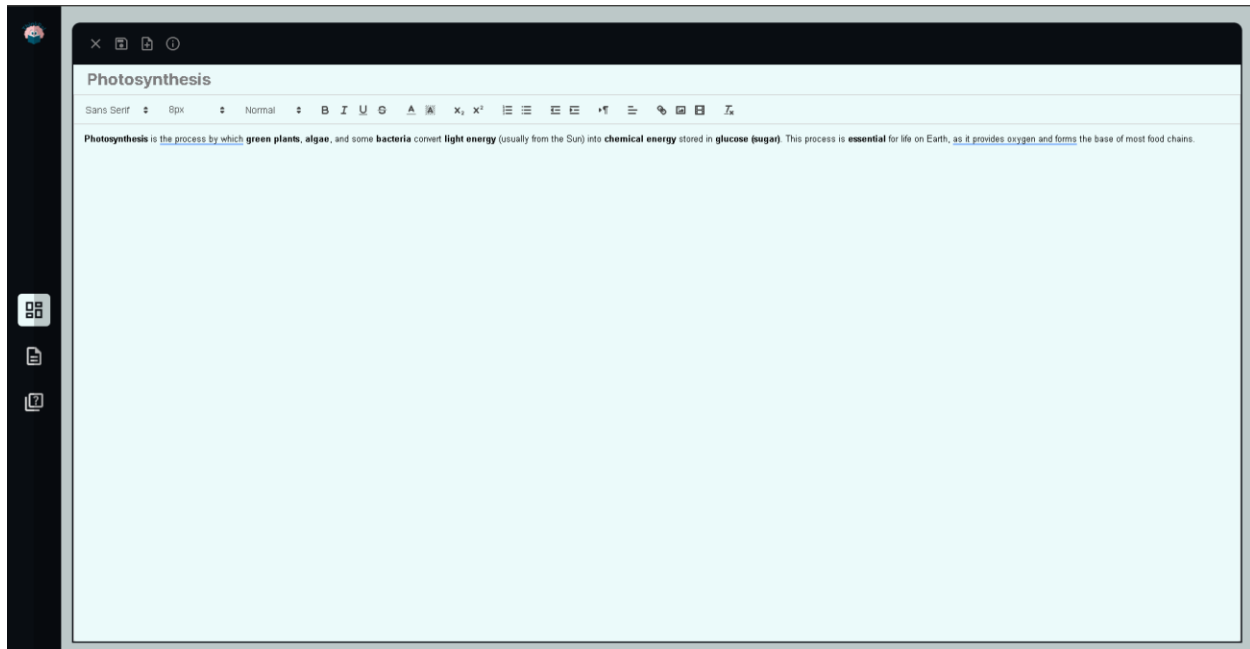 Photosynthesis
Sans Serif 8px Normal B I U S A A X₂ X²
Photosynthesis is the process by which green plants, algae, and some bacteria convert light energy (usually from the Sun) into chemical energy stored in glucose (sugar). This process is essential for life on Earth, as it provides oxygen and forms the base of most food chains.